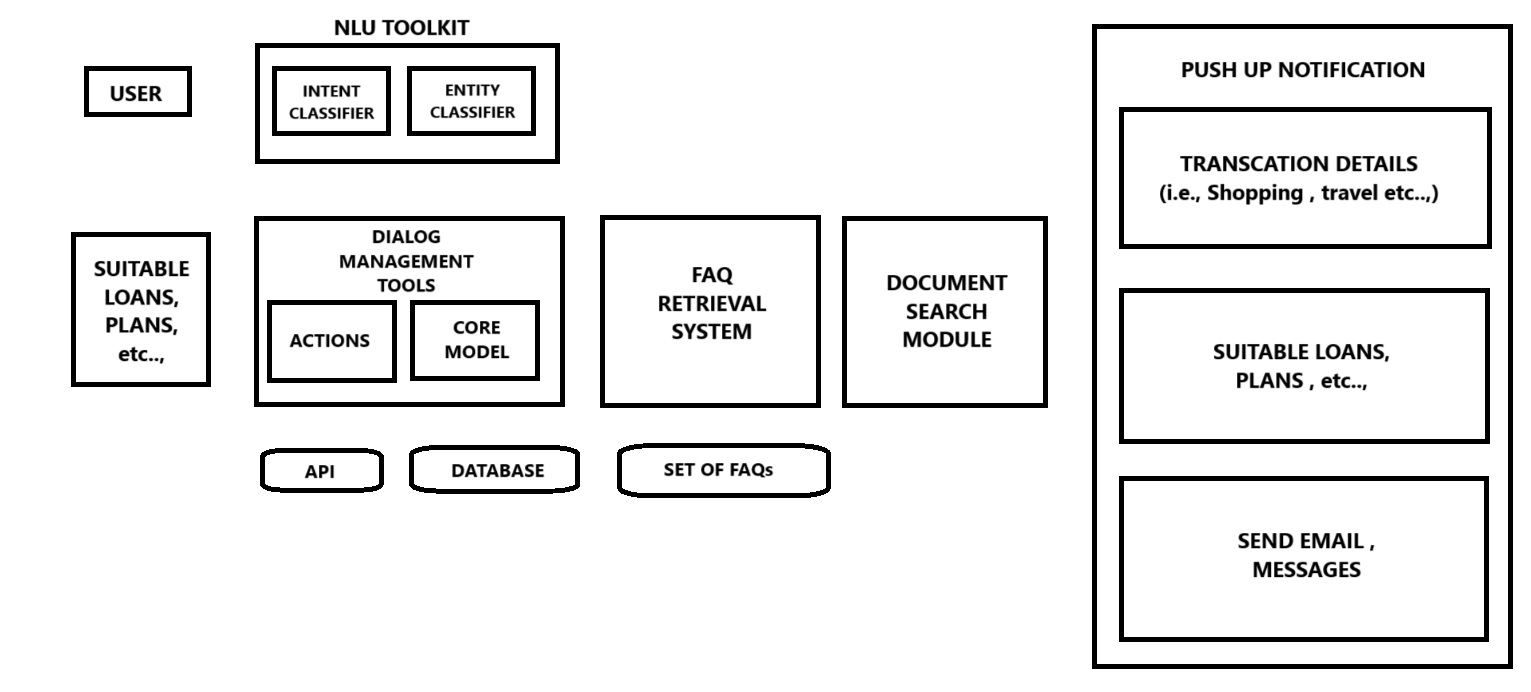 NLU TOOLKIT
USER
INTENT
CLASSIFIER
ENTITY
CLASSIFIER
SUITABLE
LOANS,
PLANS,
etc..,
DIALOG
MANAGEMENT
TOOLS
ACTIONS
CORE
MODEL
FAQ
RETRIEVAL
SYSTEM
DOCUMENT
SEARCH
MODULE
API
DATABASE
SET OF FAQs
PUSH UP NOTIFICATION
TRANSCATION DETAILS
(i.e., Shopping , travel etc..,)
SUITABLE LOANS,
PLANS , etc..,
SEND EMAIL ,
MESSAGES